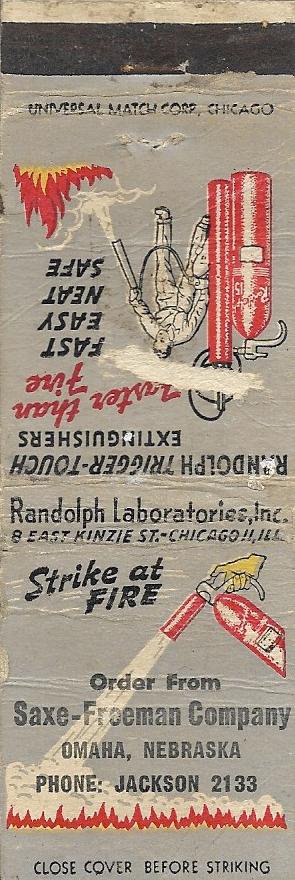 UNIVERSAL MATCH CORP., CHICAGO
RANDOLPH TRIGGER-TOUCH
EXTINGUISHERS
Faster than
Fire
FAST
EASY
NEAT
SAFE
Randolph Laboratories, Inc.
8 EAST KINZIE ST.-CHICAGO 11, ILL.
Strike at
FIRE
Order From
Saxe-Freeman Company
OMAHA, NEBRASKA
PHONE: JACKSON 2133
CLOSE COVER BEFORE STRIKING